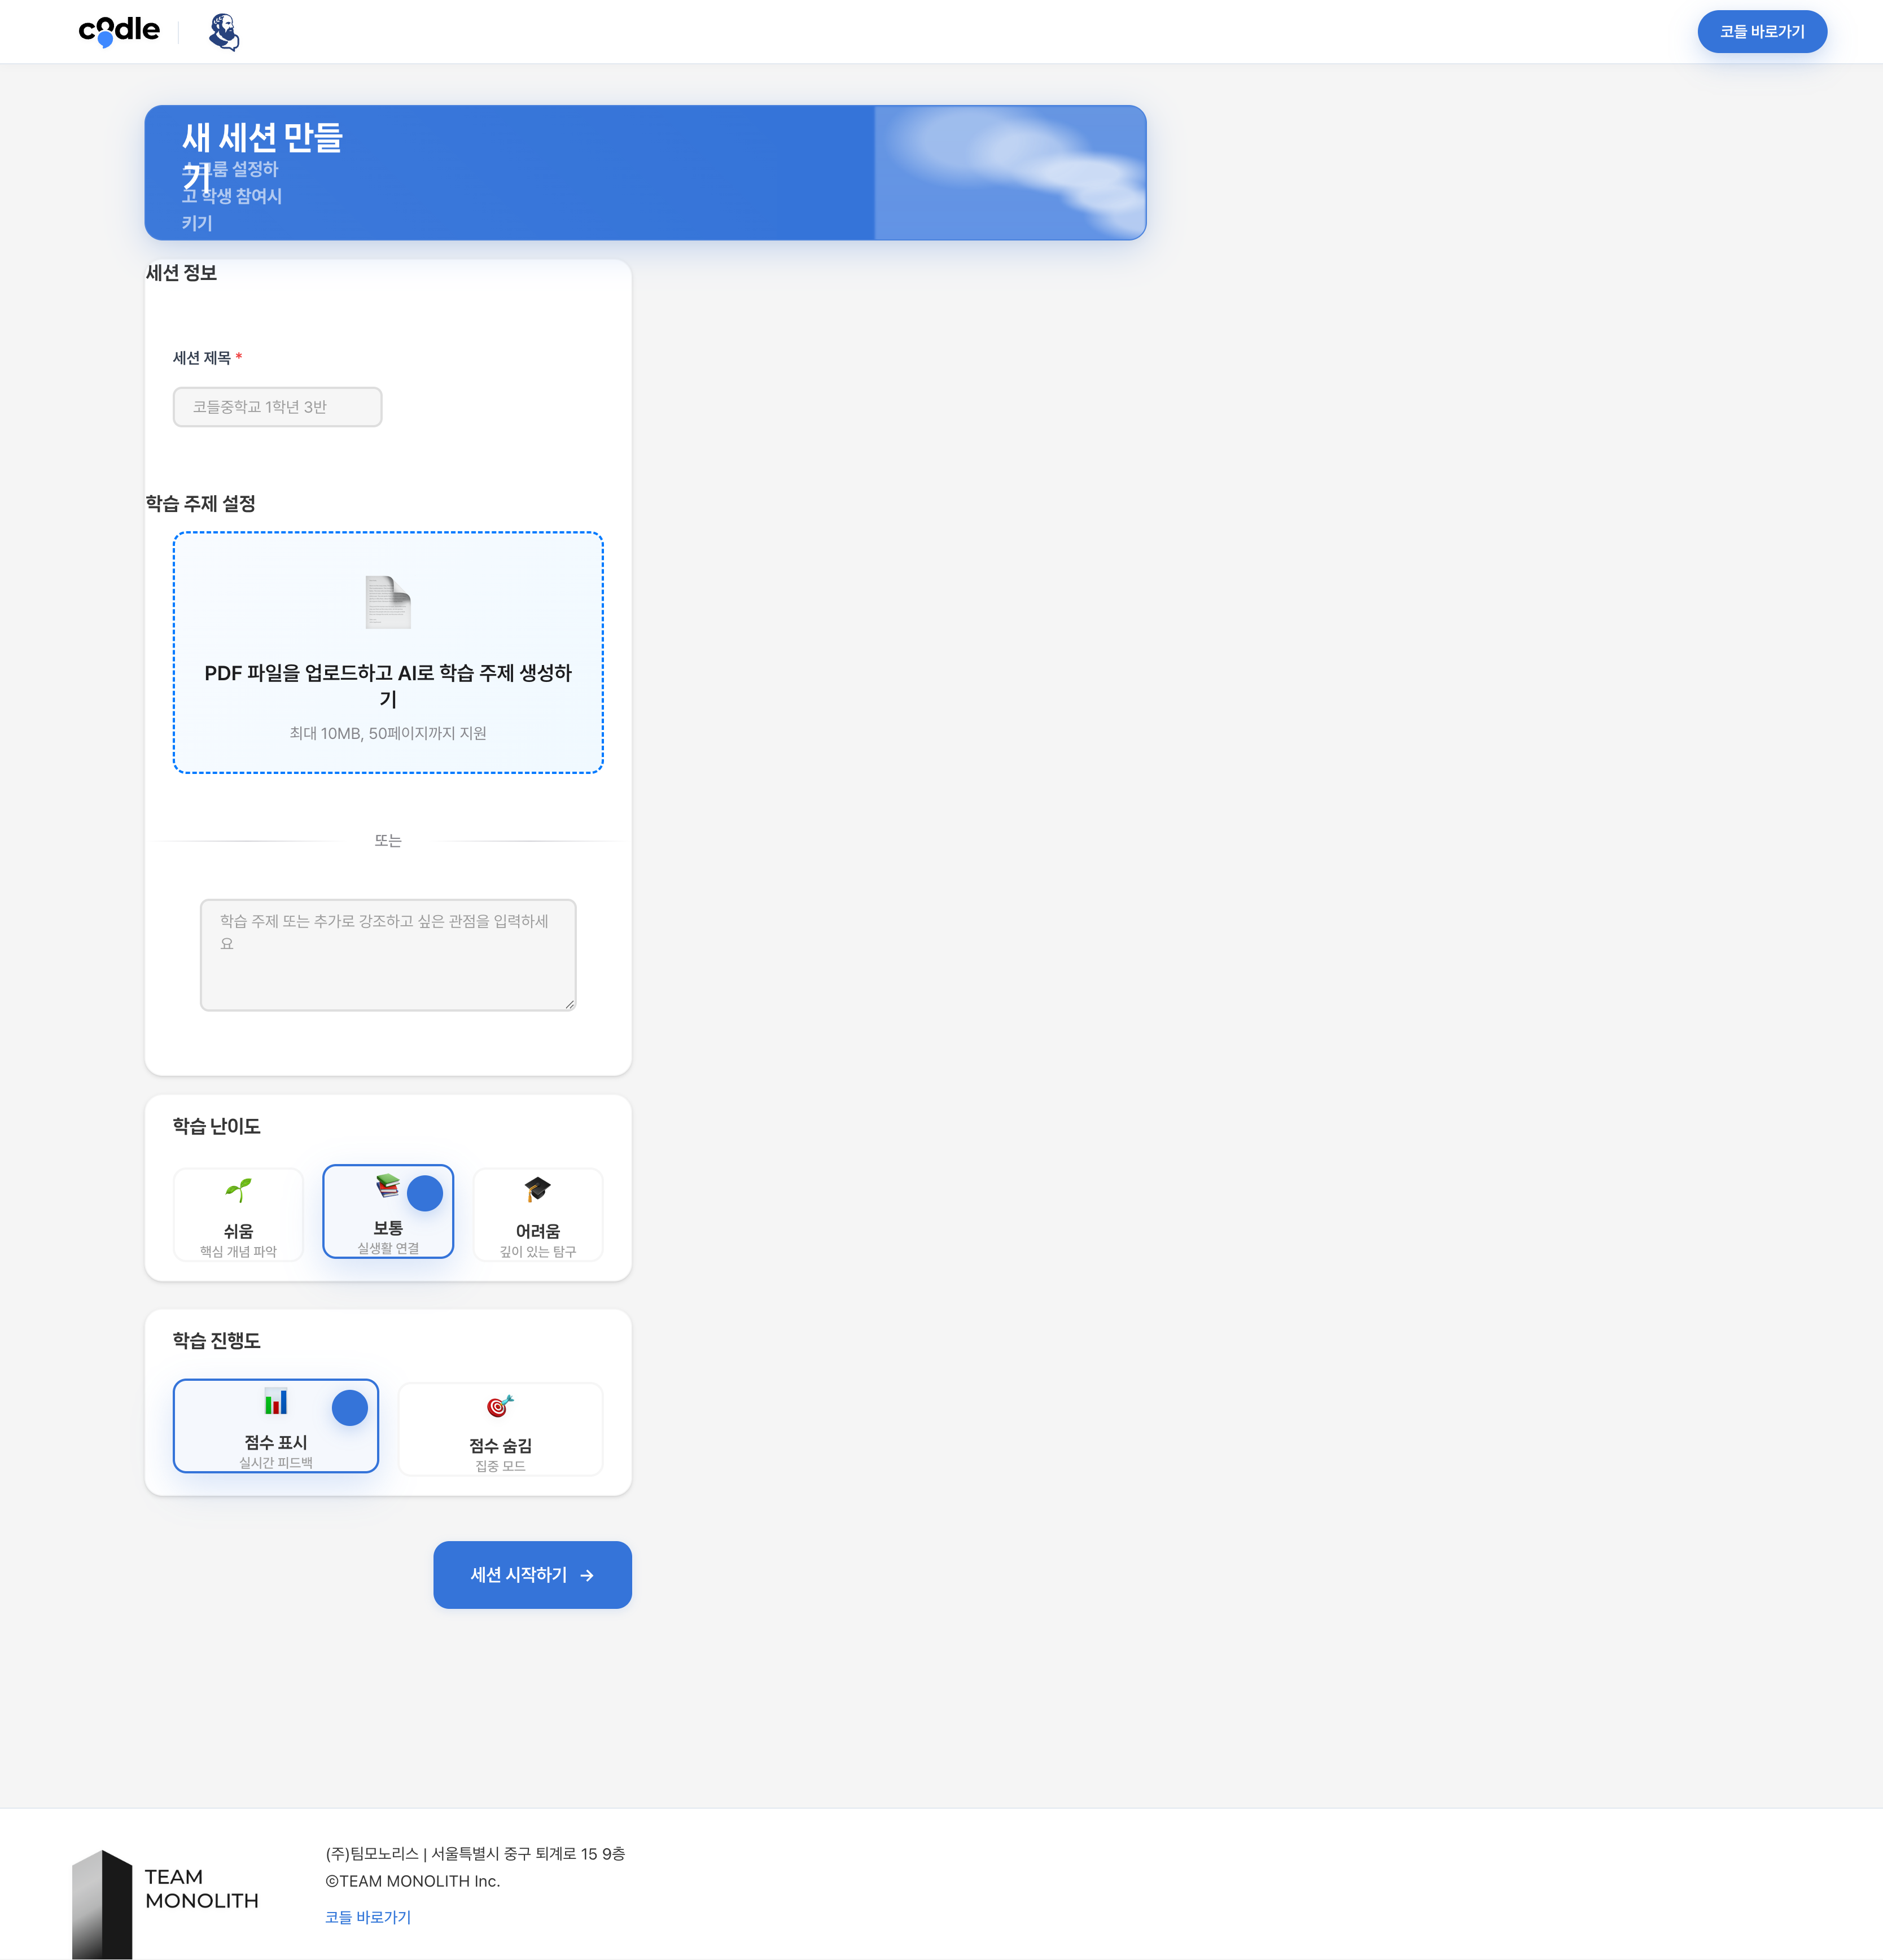 codle
코들 바로가기
새 세션 만들
기
소크룸 설정하
고 학생 참여시
키기
세션 정보
세션 제목 *
코들중학교 1학년 3반
학습 주제 설정
PDF 파일을 업로드하고 AI로 학습 주제 생성하
기
최대 10MB, 50페이지까지 지원
또는
학습 주제 또는 추가로 강조하고 싶은 관점을 입력하세
요
학습 난이도
쉬움
핵심 개념 파악
보통
실생활 연결
어려움
깊이 있는 탐구
학습 진행도
점수 표시
실시간 피드백
점수 숨김
집중 모드
세션 시작하기 →
TEAM
MONOLITH
(주)팀모노리스 | 서울특별시 중구 퇴계로 15 9층
©TEAM MONOLITH Inc.
코들 바로가기